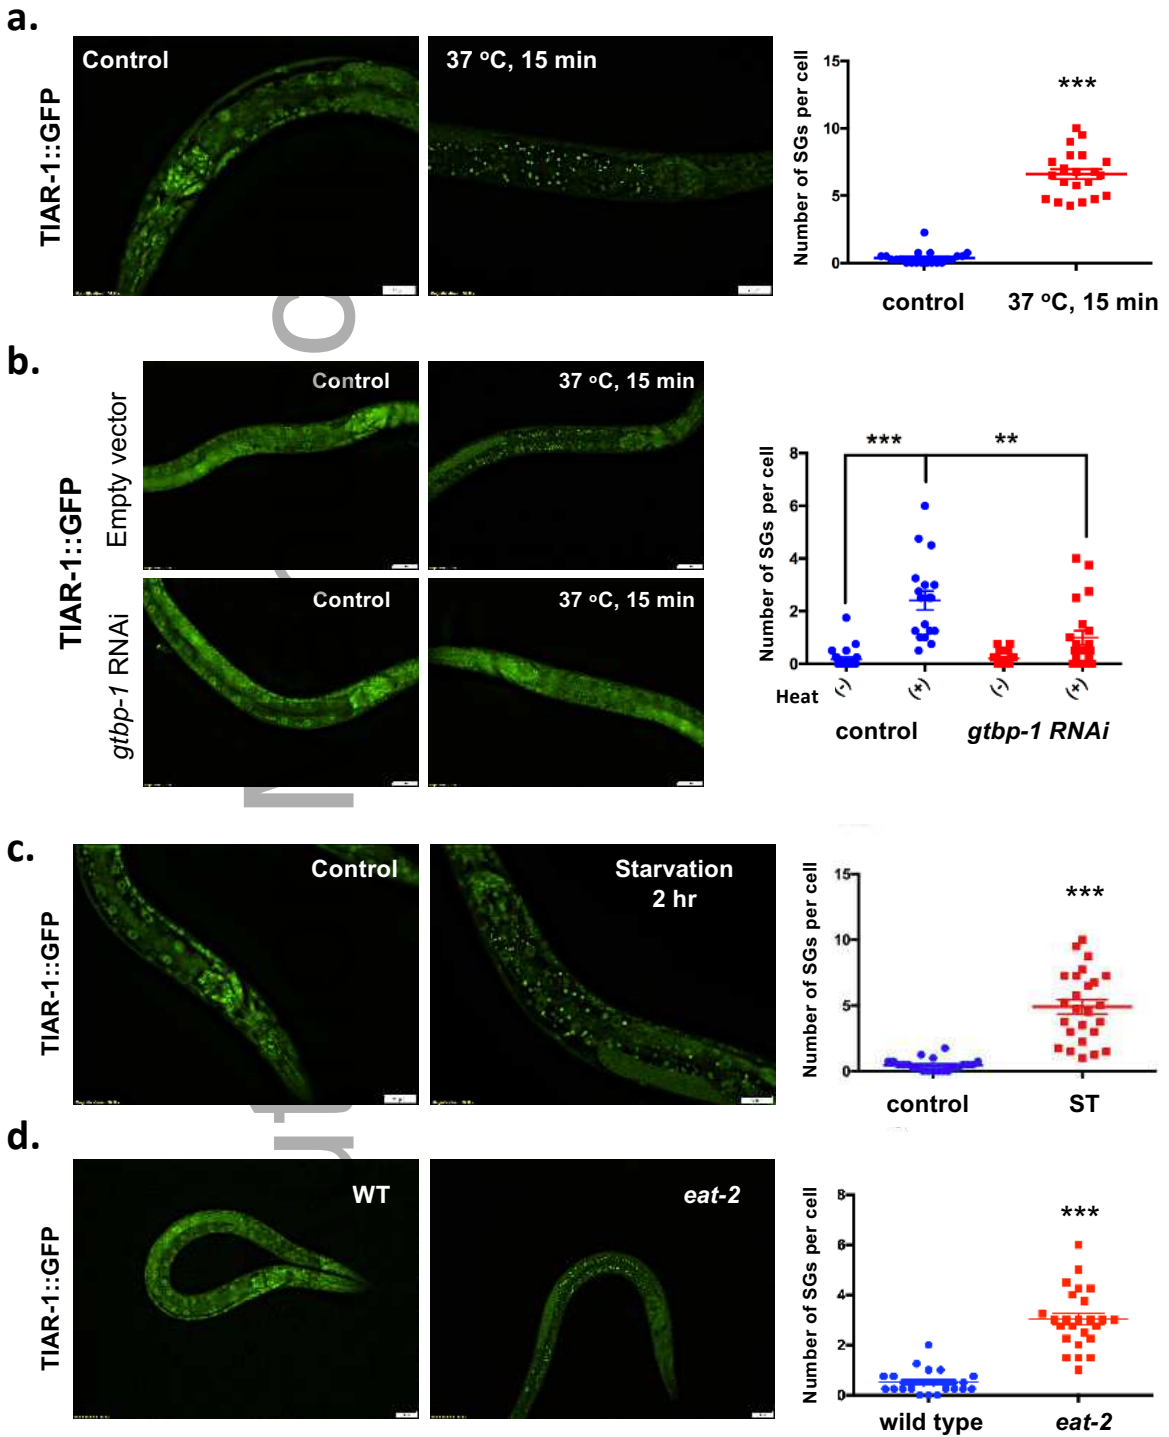 a.
TIAR-1::GFP
Control
37 °C, 15 min
Number of SGs per cell
15
10
5
0
***
control
37 °C, 15 min
b.
TIAR-1::GFP
Empty vector
gtbp-1 RNAi
Control
37 °C, 15 min
Control
37 °C, 15 min
Number of SGs per cell
8
6
4
2
0
***
**
Heat
(-)
(+)
(-)
(+)
control
gtbp-1 RNAi
c.
TIAR-1::GFP
Control
Starvation
2 hr
Number of SGs per cell
15
10
5
0
***
control
ST
d.
TIAR-1::GFP
WT
eat-2
Number of SGs per cell
8
6
4
2
0
***
wild type
eat-2